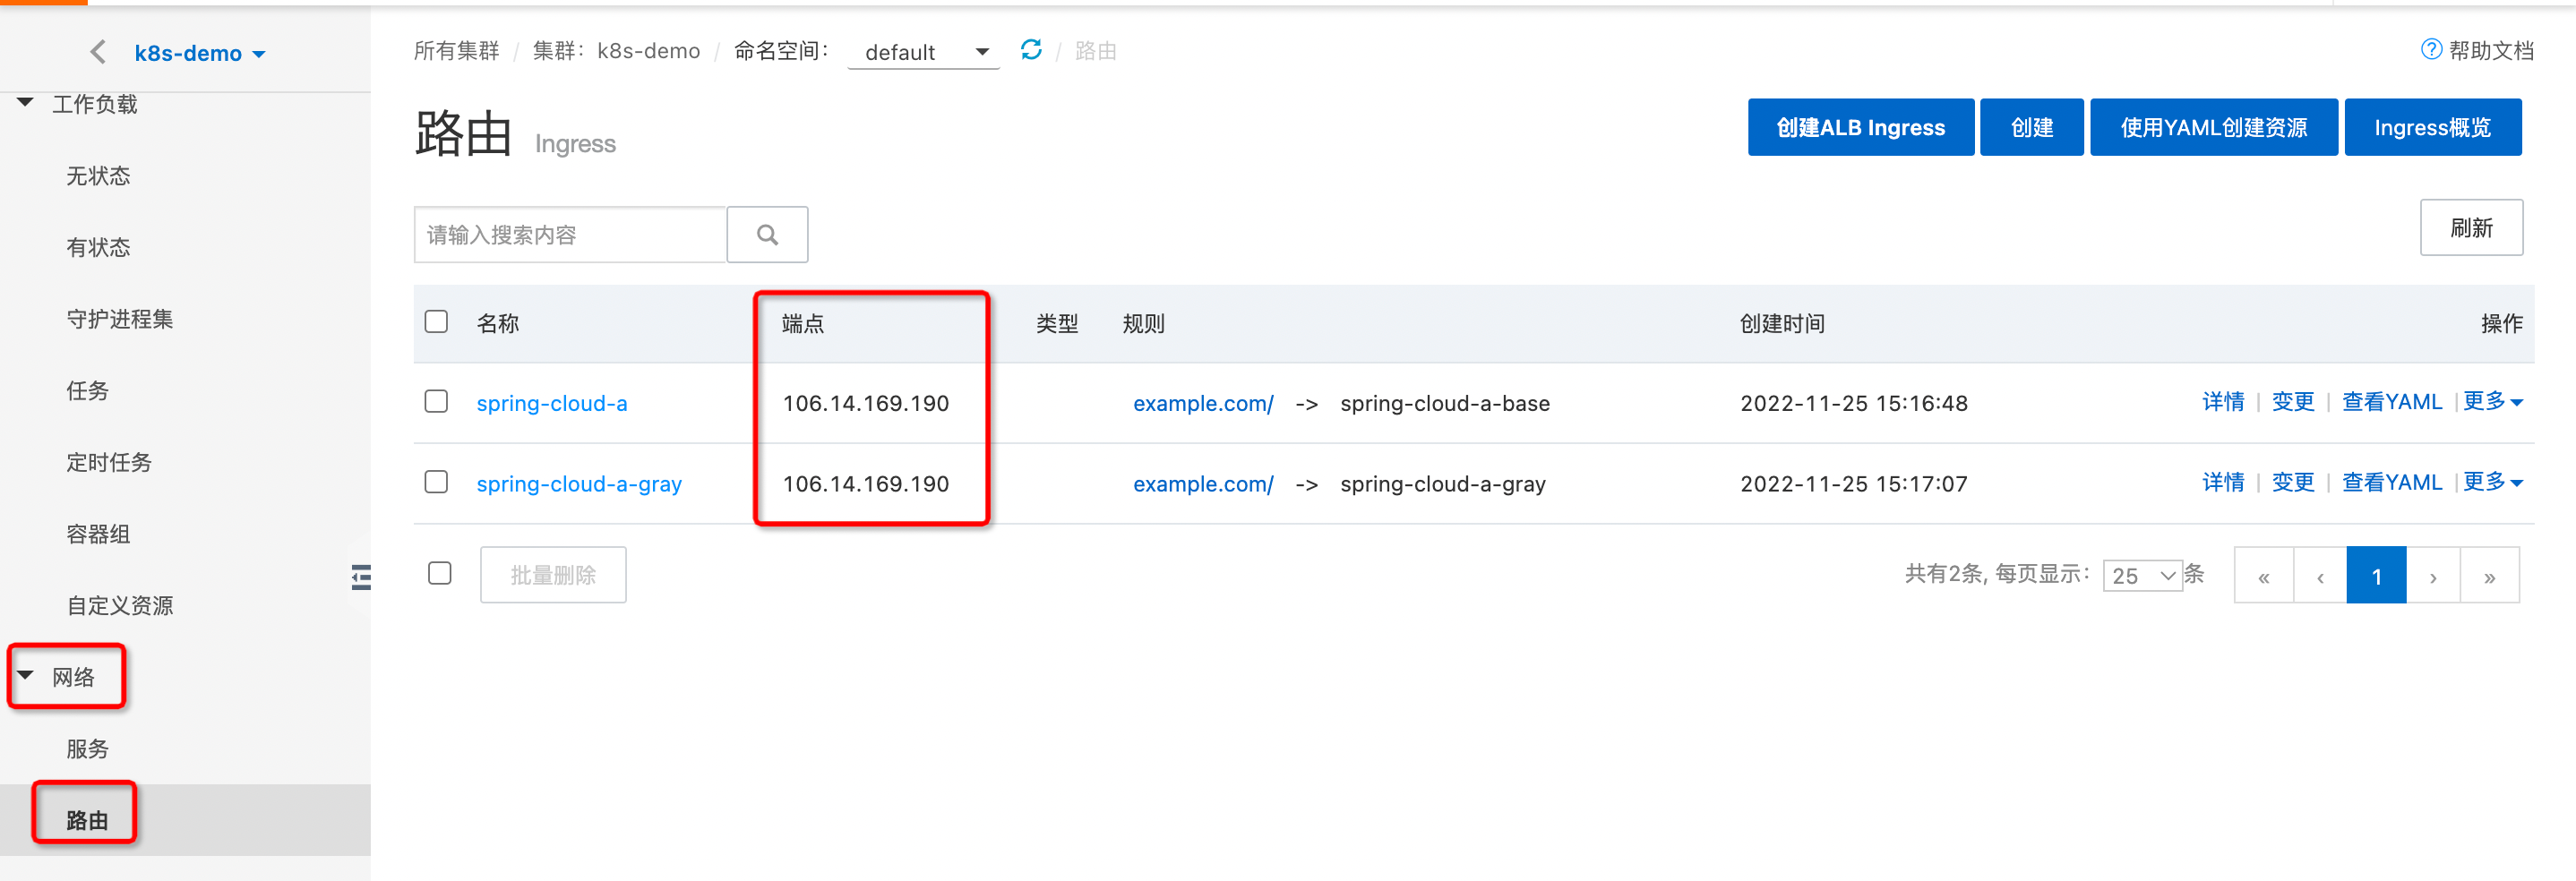 k8s-demo
所有集群 / 集群：k8s-demo / 命名空间： default / 路由
帮助文档
工作负载
无状态
有状态
守护进程集
任务
定时任务
容器组
自定义资源
网络
服务
路由
路由 Ingress
创建ALB Ingress 创建 使用YAML创建资源 Ingress概览
请输入搜索内容
刷新
名称 端点 类型 规则 创建时间 操作
spring-cloud-a 106.14.169.190 example.com/ -> spring-cloud-a-base 2022-11-25 15:16:48 详情 | 变更 | 查看YAML | 更多
spring-cloud-a-gray 106.14.169.190 example.com/ -> spring-cloud-a-gray 2022-11-25 15:17:07 详情 | 变更 | 查看YAML | 更多
批量删除 共有2条, 每页显示： 25 条 « ‹ 1 › »